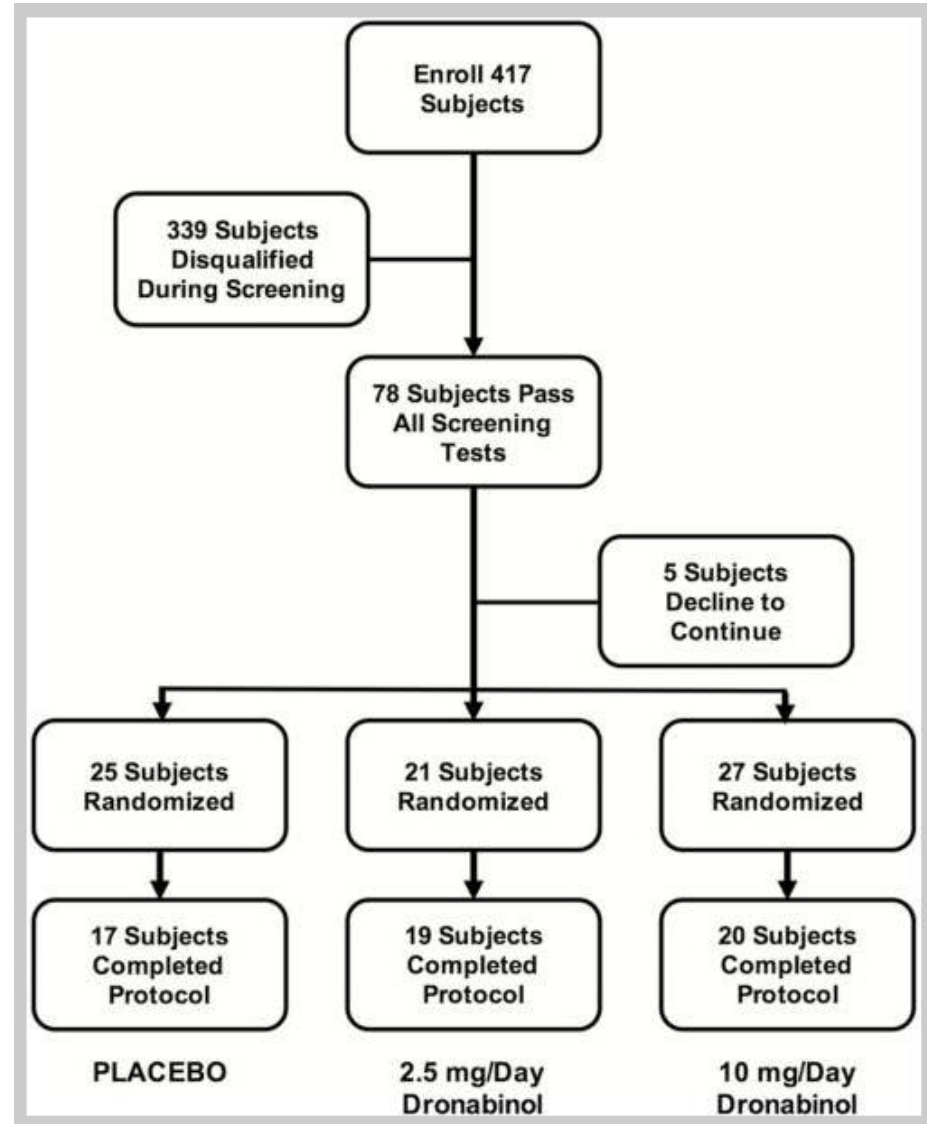 Enroll 417
Subjects
339 Subjects
Disqualified
During Screening
78 Subjects Pass
All Screening
Tests
5 Subjects
Decline to
Continue
25 Subjects
Randomized
21 Subjects
Randomized
27 Subjects
Randomized
17 Subjects
Completed
Protocol
19 Subjects
Completed
Protocol
20 Subjects
Completed
Protocol
PLACEBO
2.5 mg/Day
Dronabinol
10 mg/Day
Dronabinol